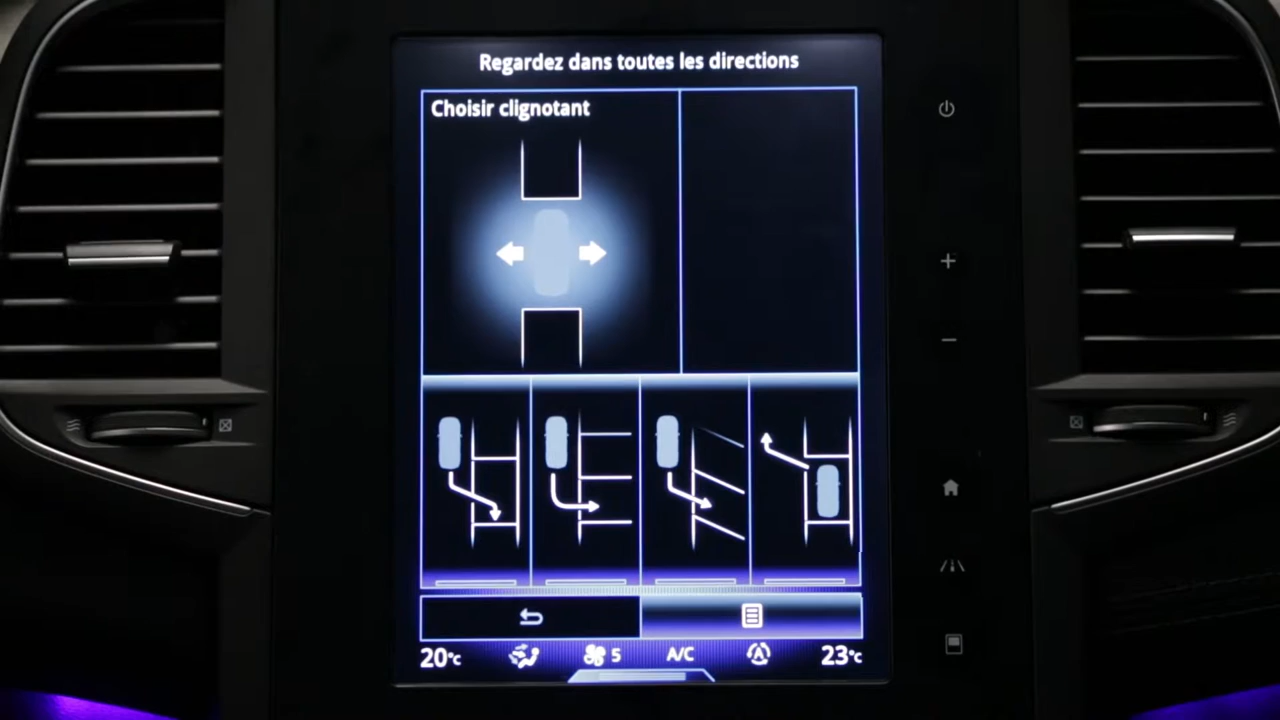 Regardez dans toutes les directions
Choisir clignotant
20°C
5
A/C
A
23°C